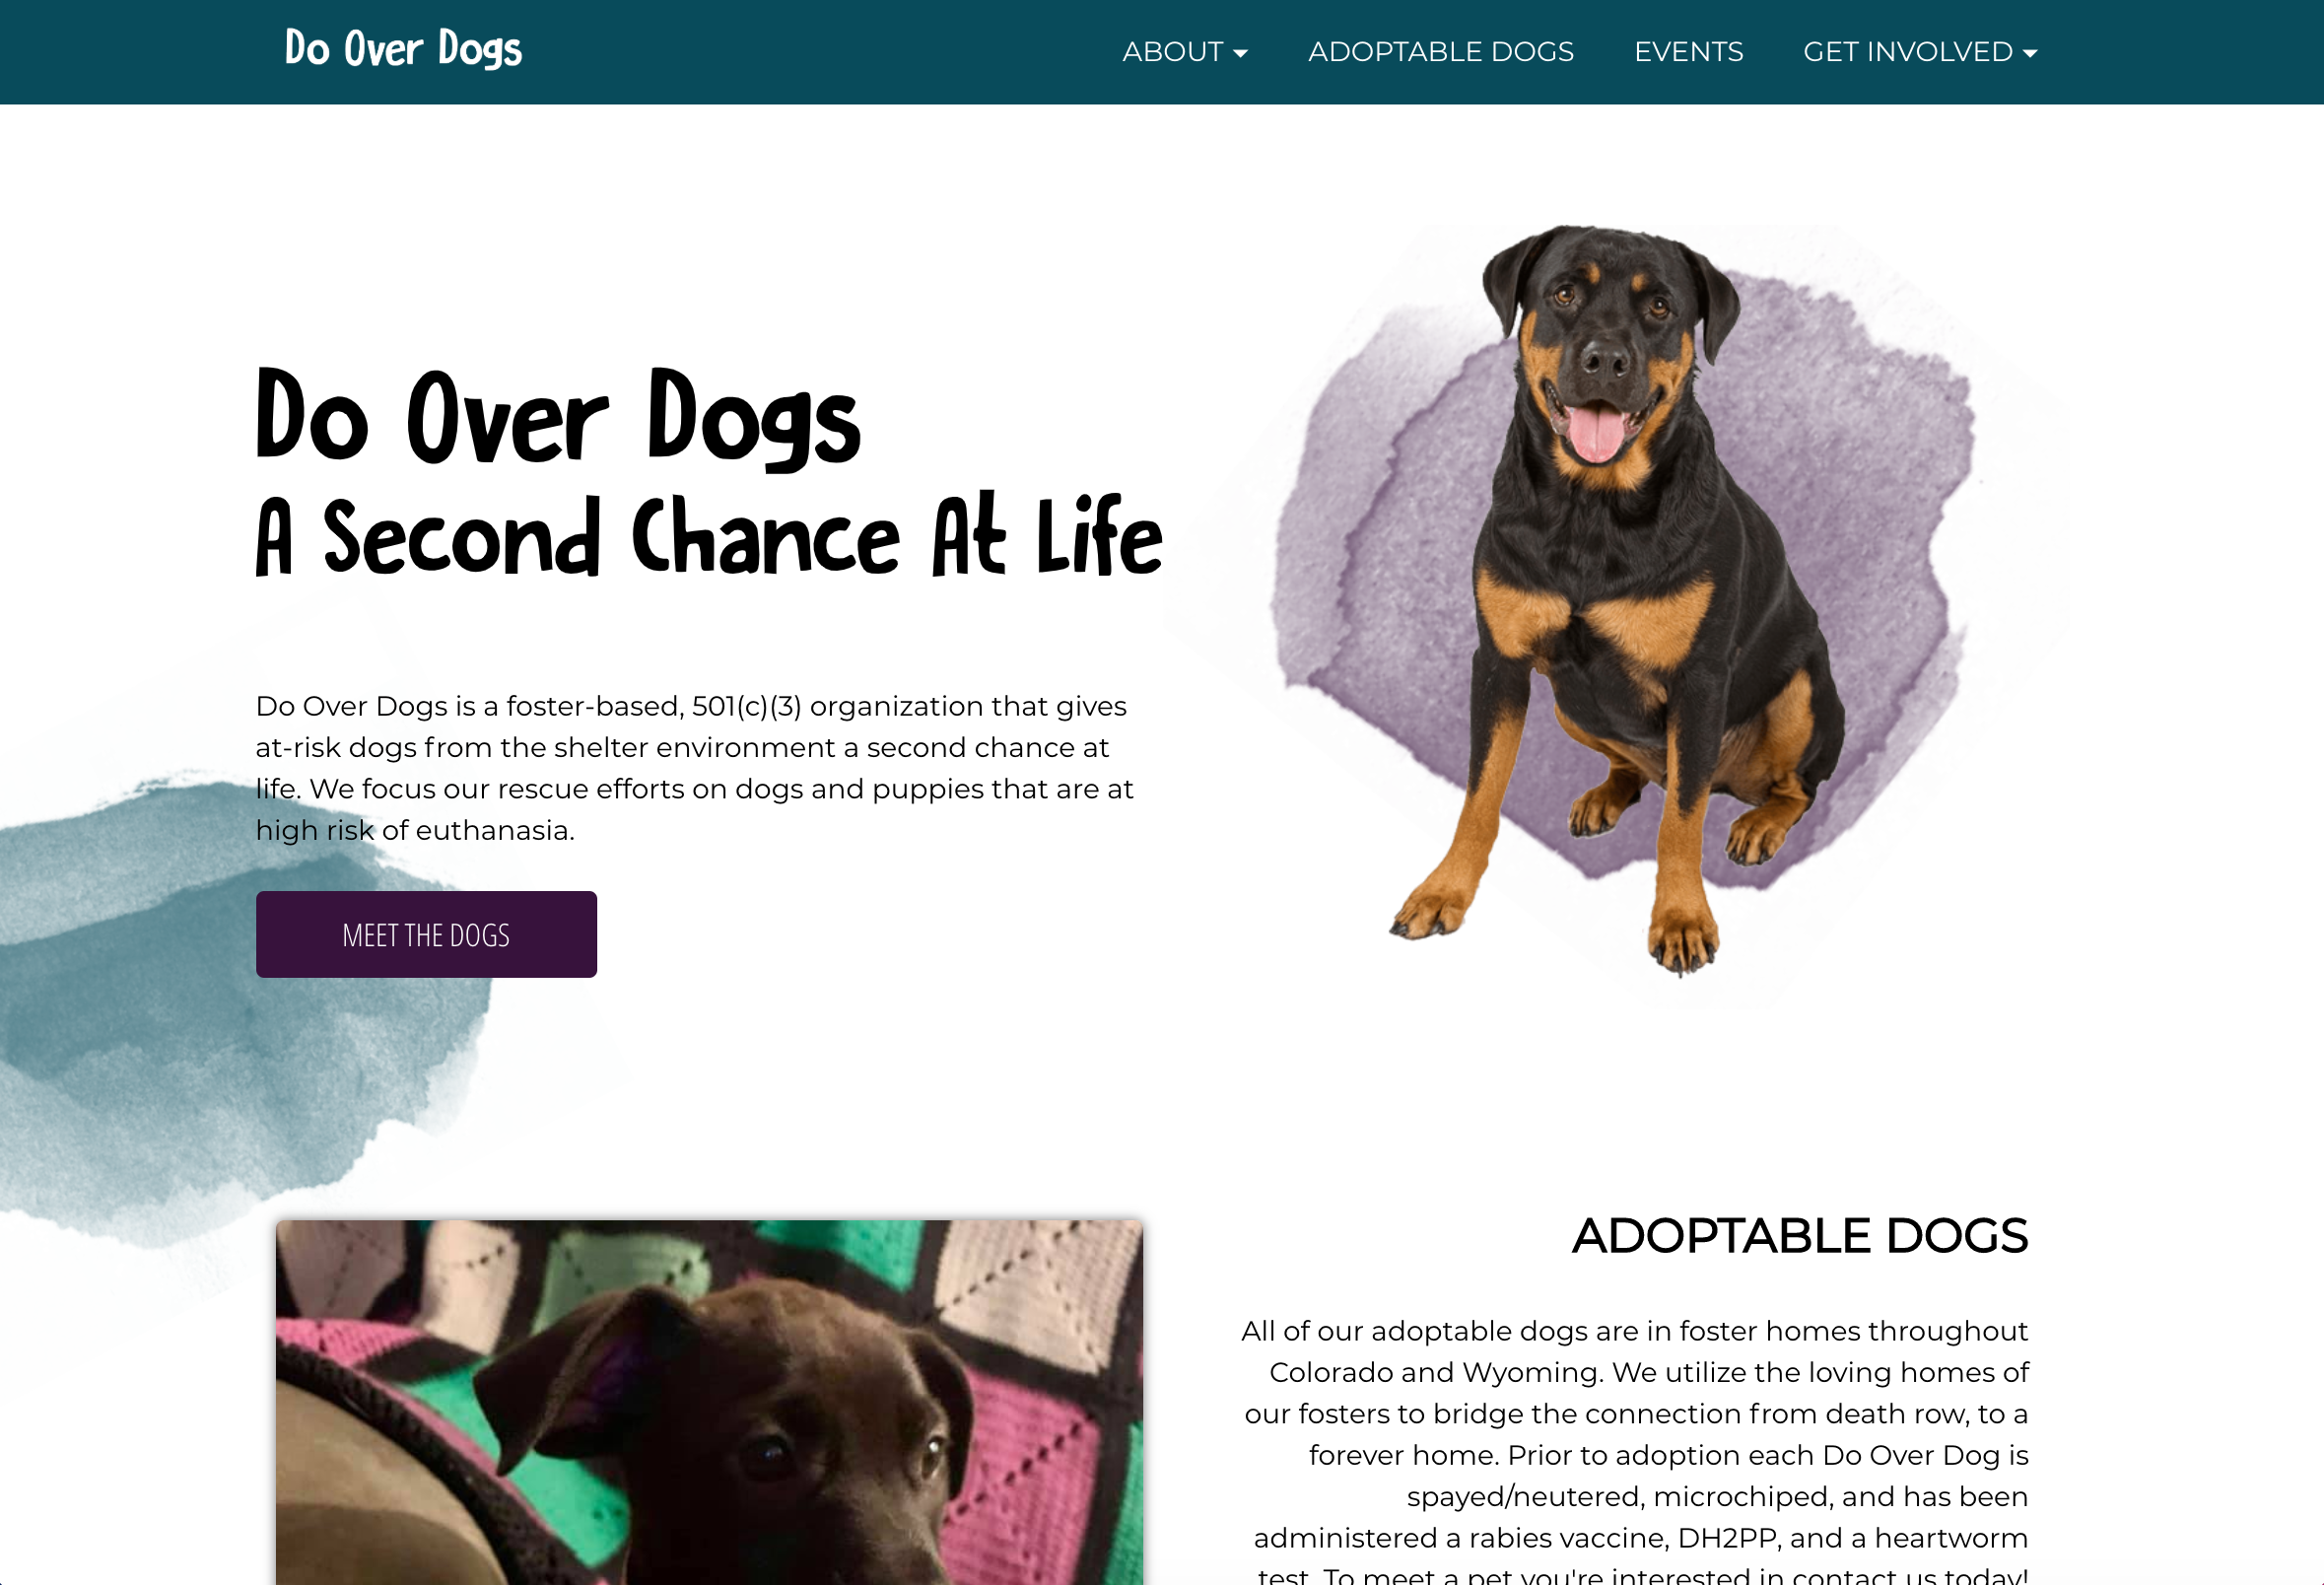 Do Over Dogs
ABOUT
ADOPTABLE DOGS
EVENTS
GET INVOLVED
Do Over Dogs
A Second Chance At Life
Do Over Dogs is a foster-based, 501(c)(3) organization that gives
at-risk dogs from the shelter environment a second chance at
life. We focus our rescue efforts on dogs and puppies that are at
high risk of euthanasia.
MEET THE DOGS
ADOPTABLE DOGS
All of our adoptable dogs are in foster homes throughout
Colorado and Wyoming. We utilize the loving homes of
our fosters to bridge the connection from death row, to a
forever home. Prior to adoption each Do Over Dog is
spayed/neutered, microchiped, and has been
administered a rabies vaccine, DH2PP, and a heartworm
test. To meet a pet you're interested in contact us today!